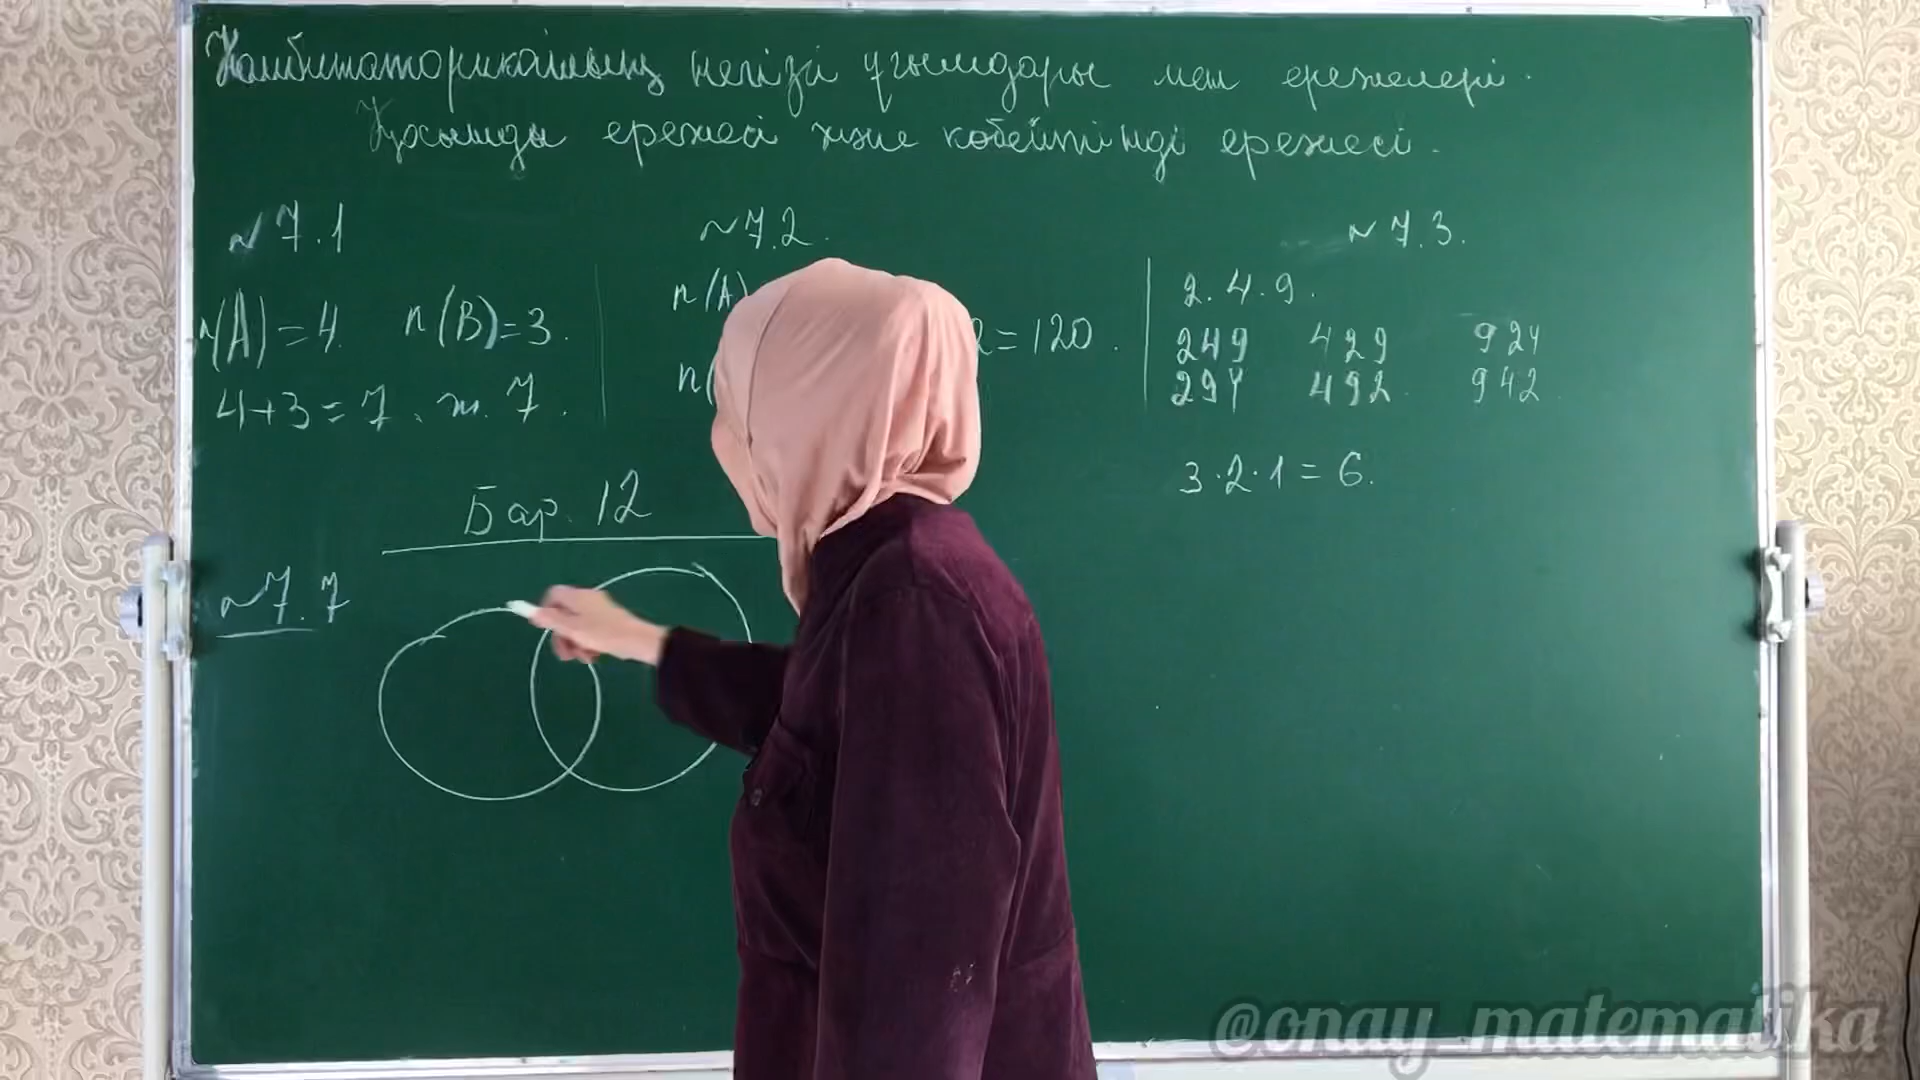 Комбинаториканың негізгі ұғымдары мен ережелері.
Қосынды ережесі және көбейтінді ережесі.
№7.1
n(A)=4. n(B)=3.
4+3=7. ж. 7.
№7.2.
n(A)
n(
2=120.
№7.3.
2. 4. 9.
249 429 924
294 492. 942.
3·2·1=6.
Бар. 12
№7.7
@onay_matematika